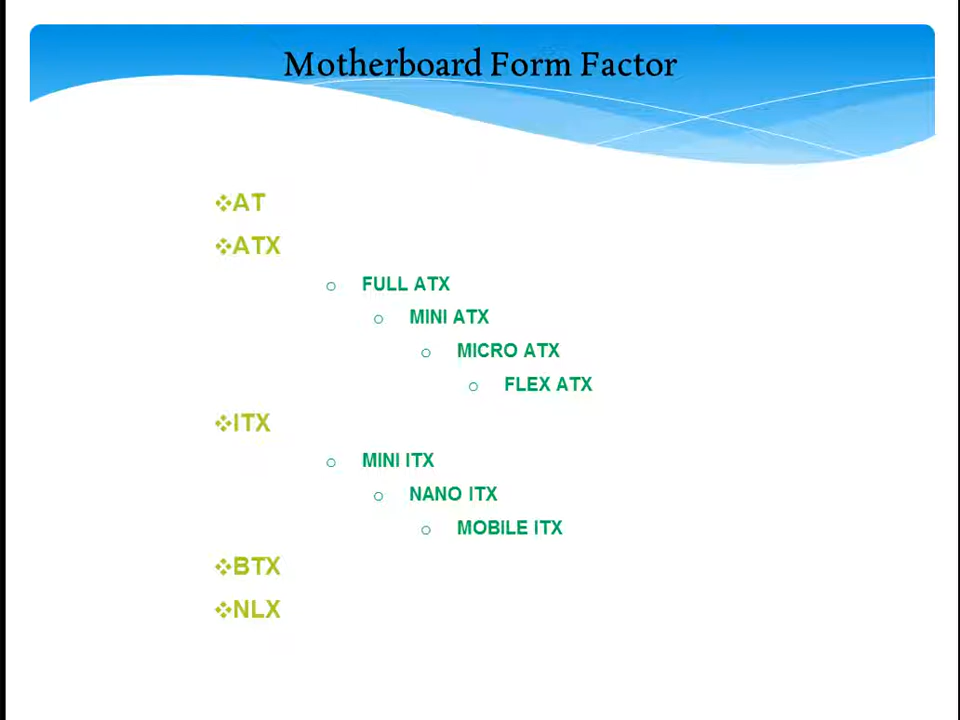 Motherboard Form Factor
❖AT
❖ATX
o FULL ATX
o MINI ATX
o MICRO ATX
o FLEX ATX
❖ITX
o MINI ITX
o NANO ITX
o MOBILE ITX
❖BTX
❖NLX